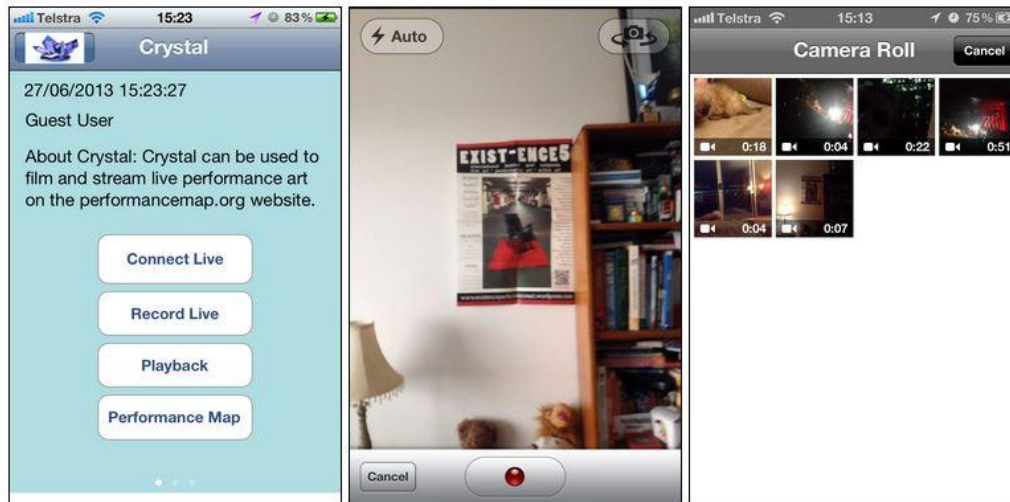 Telstra 15:23 83%
Crystal
27/06/2013 15:23:27
Guest User
About Crystal: Crystal can be used to
film and stream live performance art
on the performancemap.org website.
Connect Live
Record Live
Playback
Performance Map
Auto
EXIST-ENCE5
Cancel
Telstra 15:13 75%
Camera Roll
Cancel
0:18
0:04
0:22
0:51
0:04
0:07